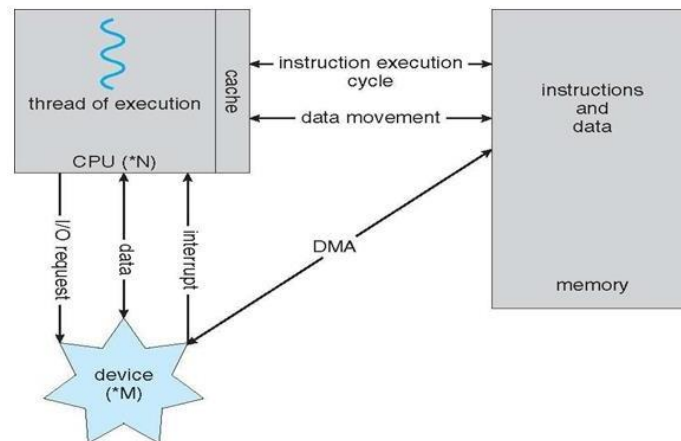 thread of execution
cache
CPU (*N)
instruction execution
cycle
data movement
instructions
and
data
memory
I/O request
data
interrupt
DMA
device
(*M)